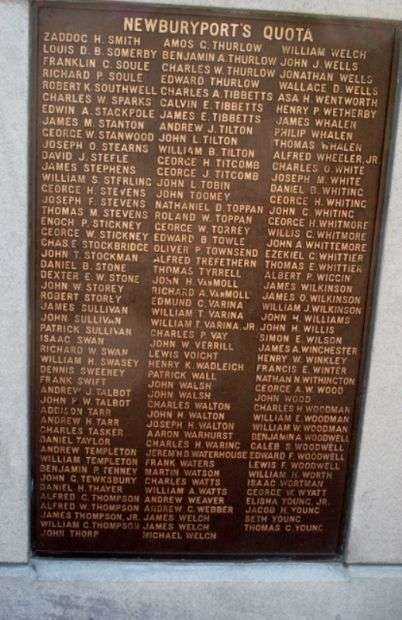 NEWBURYPORT'S QUOTA
ZADDOC H. SMITH
LOUIS D. B. SOMERBY
FRANKLIN C. SOULE
RICHARD P. SOULE
ROBERT K. SOUTHWELL
CHARLES W. SPARKS
EDWIN A. STACKPOLE
JAMES M. STANTON
GEORGE W. STANWOOD
JOSEPH O. STEARNS
DAVID J. STEELE
JAMES STEPHENS
WILLIAM S. STERLING
GEORGE H. STEVENS
JOSEPH F. STEVENS
THOMAS M. STEVENS
ENOCH P. STICKNEY
GEORGE W. STICKNEY
CHAS. E. STOCKBRIDGE
JOHN T. STOCKMAN
DANIEL B. STONE
DEXTER E. W. STONE
JOHN W. STOREY
ROBERT STOREY
JAMES SULLIVAN
JOHN SULLIVAN
PATRICK SULLIVAN
ISAAC SWAN
RICHARD W. SWAN
WILLIAM H. SWASEY
DENNIS SWEENEY
FRANK SWIFT
ANDREW J. TALBOT
JOHN P. W. TALBOT
ADDISON TARR
ANDREW H. TARR
CHARLES TASKER
DANIEL TAYLOR
ANDREW TEMPLETON
WILLIAM TEMPLETON
BENJAMIN P. TENNEY
JOHN C. TEWKSBURY
DANIEL H. THAYER
ALFRED C. THOMPSON
ALFRED W. THOMPSON
JAMES THOMPSON, JR.
WILLIAM C. THOMPSON
JOHN THORP
AMOS C. THURLOW
BENJAMIN A. THURLOW
CHARLES W. THURLOW
EDWARD THURLOW
CHARLES A. TIBBETTS
CALVIN E. TIBBETTS
JAMES E. TIBBETTS
ANDREW J. TILTON
JOHN L. TILTON
WILLIAM B. TILTON
GEORGE H. TITCOMB
GEORGE J. TITCOMB
JOHN L. TOBIN
JOHN TOOMEY
NATHANIEL D. TOPPAN
ROLAND W. TOPPAN
GEORGE W. TORREY
EDWARD B. TOWLE
OLIVER P. TOWNSEND
ALFRED TREFETHERN
THOMAS TYRRELL
JOHN H. VANMOLL
RICHARD A. VANMOLL
EDMUND C. VARINA
WILLIAM T. VARINA
WILLIAM T. VARINA, JR.
CHARLES P. VAY
JOHN W. VERRILL
LEWIS VOIGHT
HENRY K. WADLEIGH
PATRICK WALL
JOHN WALSH
JOHN WALSH
CHARLES WALTON
JOHN H. WALTON
JOSEPH H. WALTON
AARON WARHURST
CHARLES H. WARING
JEREM'H D. WATERHOUSE
FRANK WATERS
MARTIN WATSON
CHARLES WATTS
WILLIAM A. WATTS
ANDREW WEAVER
ANDREW C. WEBBER
JAMES WELCH
JAMES WELCH
MICHAEL WELCH
WILLIAM WELCH
JOHN J. WELLS
JONATHAN WELLS
WALLACE D. WELLS
ASA H. WENTWORTH
HENRY P. WETHERBY
JAMES WHALEN
PHILIP WHALEN
THOMAS WHALEN
ALFRED WHEELER, JR
CHARLES O. WHITE
JOSEPH M. WHITE
DANIEL B. WHITING
GEORGE H. WHITING
JOHN C. WHITING
GEORGE H. WHITMORE
WILLIS C. WHITMORE
JOHN A. WHITTEMORE
EZEKIEL C. WHITTIER
THOMAS E. WHITTIER
ALBERT P. WIGGIN
JAMES WILKINSON
JAMES O. WILKINSON
WILLIAM J. WILKINSON
JOHN H. WILLIAMS
JOHN H. WILLIS
SIMON E. WILSON
JAMES A. WINCHESTER
HENRY W. WINKLEY
FRANCIS E. WINTER
NATHAN N. WITHINGTON
GEORGE A. W. WOOD
JOHN WOOD
CHARLES H. WOODMAN
WILLIAM E. WOODMAN
WILLIAM W. WOODMAN
BENJAMIN A. WOODWELL
CALEB S. WOODWELL
EDWARD F. WOODWELL
LEWIS F. WOODWELL
WILLIAM H. WORTH
ISAAC WORTMAN
GEORGE W. WYATT
ELISHA YOUNG, JR.
JACOB H. YOUNG
SETH YOUNG
THOMAS C. YOUNG